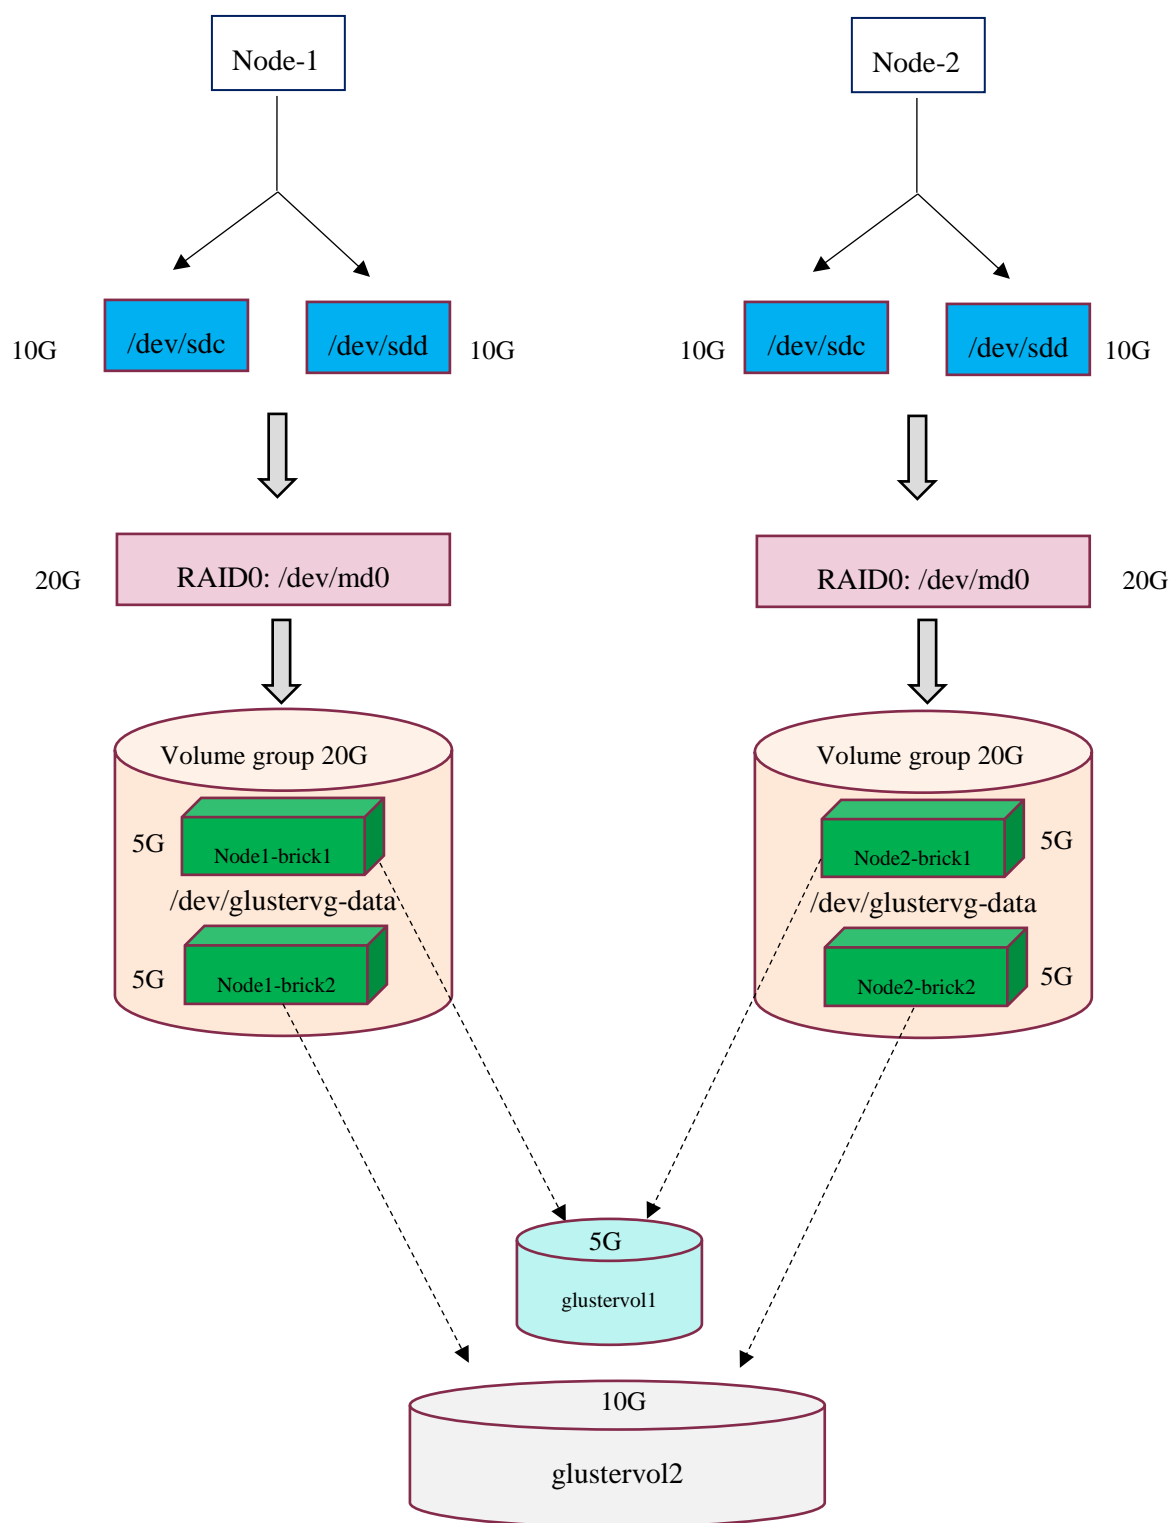 Node-1
Node-2
10G
/dev/sdc
/dev/sdd
10G
10G
/dev/sdc
/dev/sdd
10G
20G
RAID0: /dev/md0
RAID0: /dev/md0
20G
Volume group 20G
Volume group 20G
5G
Node1-brick1
Node2-brick1
5G
/dev/glustervg-data
/dev/glustervg-data
5G
Node1-brick2
Node2-brick2
5G
5G
glustervol1
10G
glustervol2